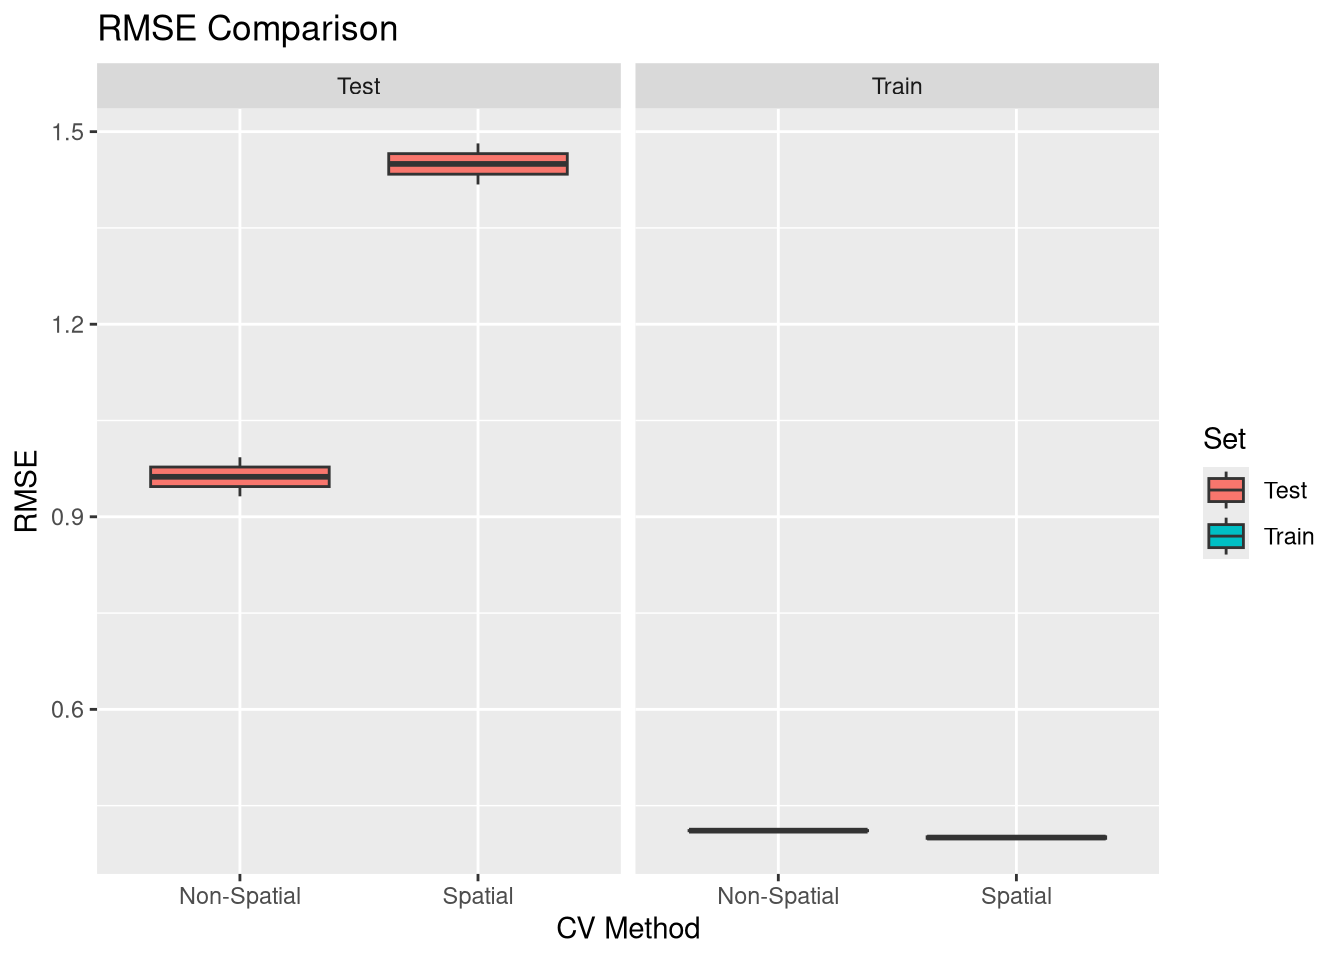 RMSE Comparison
Test
Train
1.5
1.2
0.9
0.6
RMSE
Non-Spatial
Spatial
Non-Spatial
Spatial
CV Method
Set
Test
Train